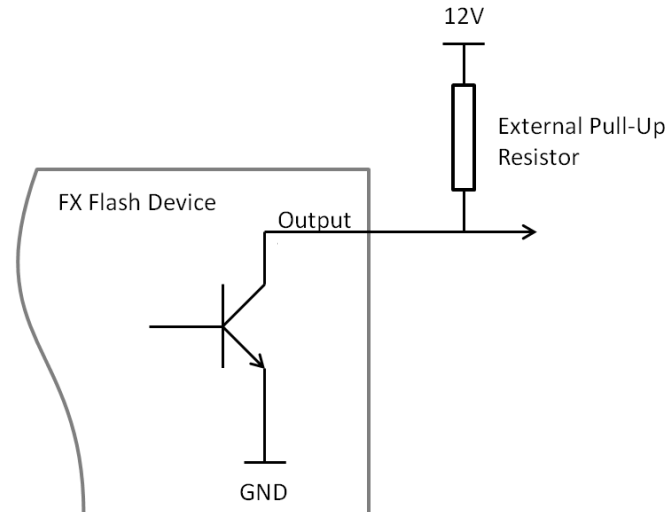 12V
External Pull-Up
Resistor
FX Flash Device
Output
GND